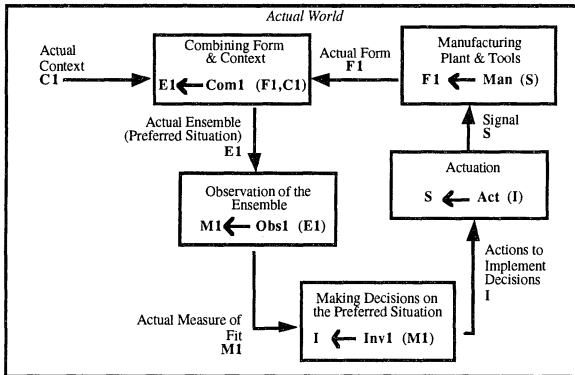 Actual World
Actual
Context
C1
Combining Form
& Context
E1 ← Com1 (F1,C1)
Actual Form
F1
Manufacturing
Plant & Tools
F1 ← Man (S)
Actual Ensemble
(Preferred Situation)
E1
Signal
S
Actuation
S ← Act (I)
Observation of the
Ensemble
M1 ← Obs1 (E1)
Actions to
Implement
Decisions
I
Actual Measure of
Fit
M1
Making Decisions on
the Preferred Situation
I ← Inv1 (M1)